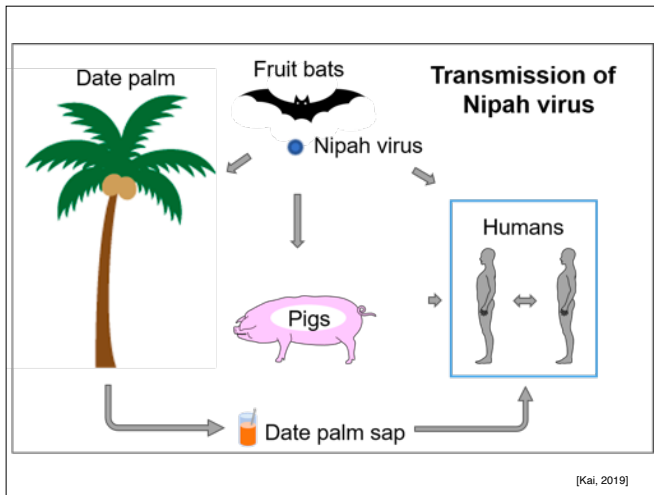 Date palm
Fruit bats
Transmission of
Nipah virus
Nipah virus
Humans
Pigs
Date palm sap
[Kai, 2019]